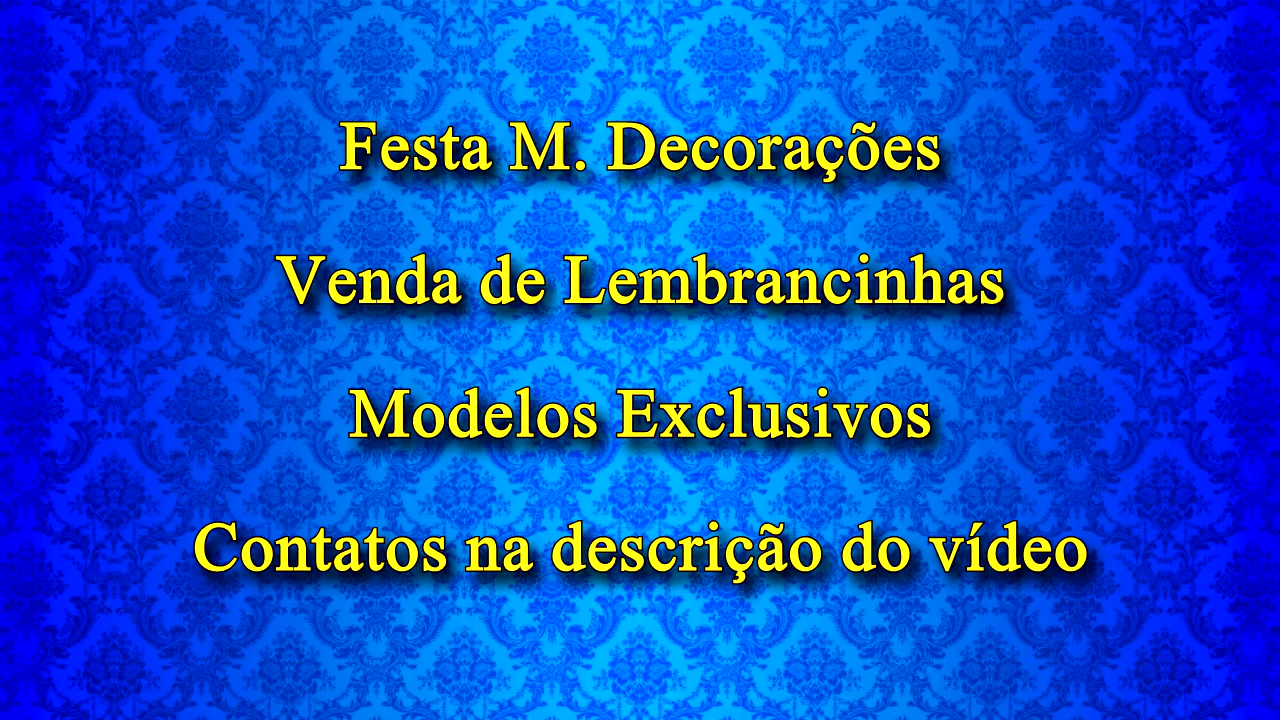 Festa M. Decorações
Venda de Lembrancinhas
Modelos Exclusivos
Contatos na descrição do vídeo